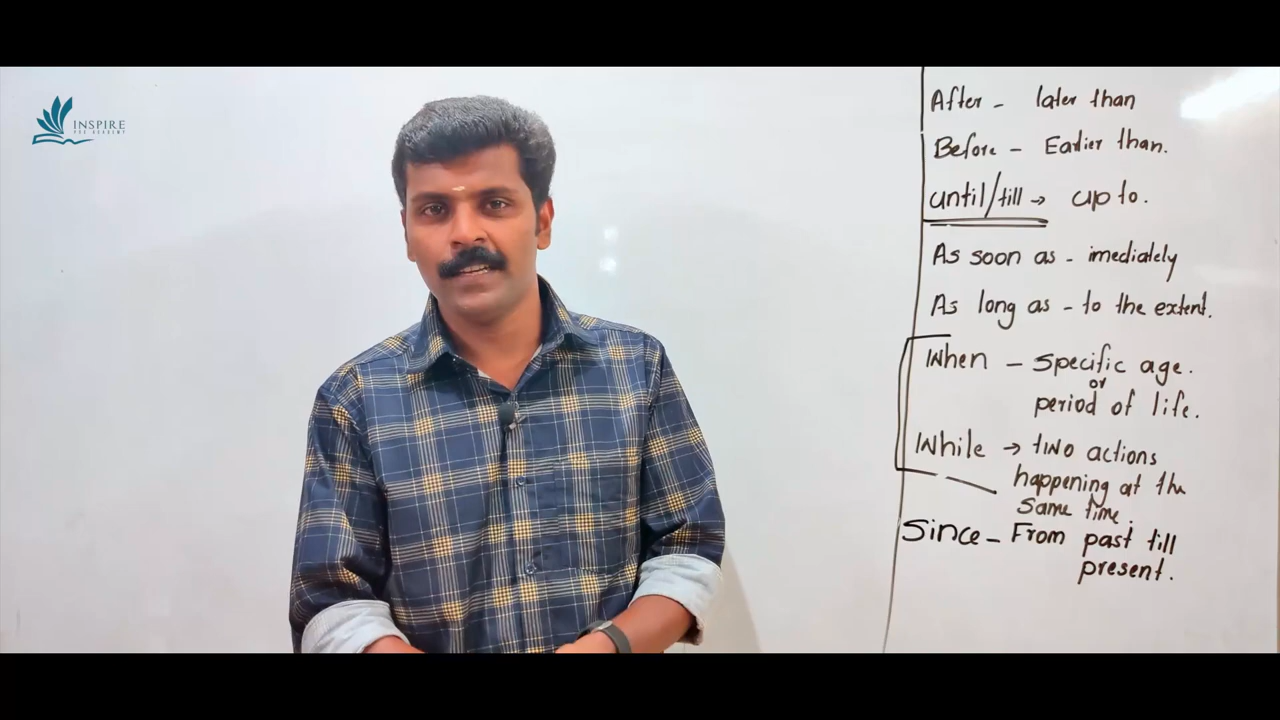 INSPIRE
PSC ACADEMY
After - later than
Before - Earlier than.
until/till → up to.
As soon as - imediately
As long as - to the extent.
When - specific age.
or
period of life.
While → two actions
happening at the
same time.
Since - From past till
present.